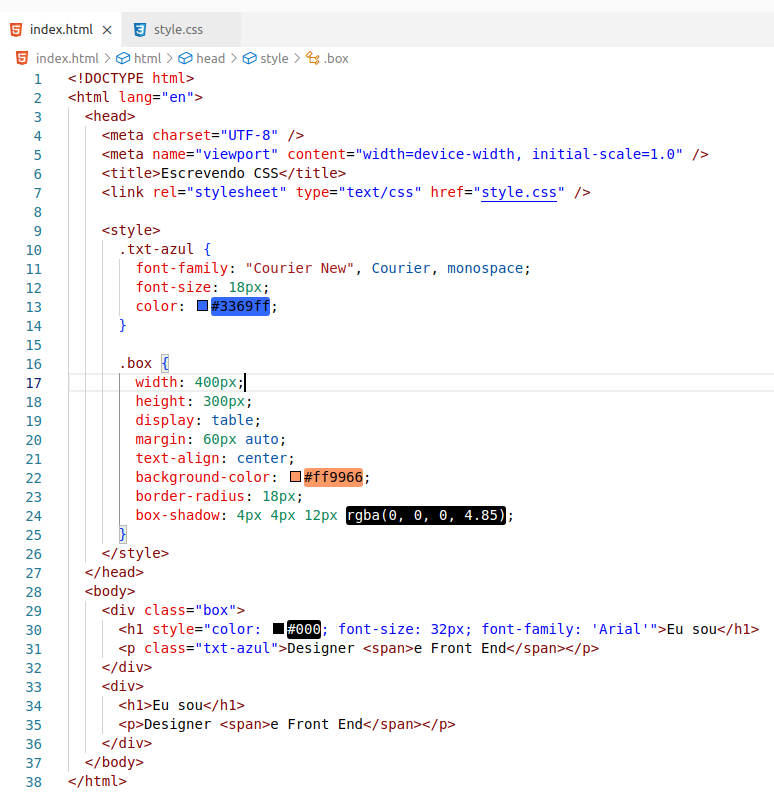 index.html
style.css
index.html > html > head > style > .box
1 <!DOCTYPE html>
2 <html lang="en">
3 <head>
4 <meta charset="UTF-8" />
5 <meta name="viewport" content="width=device-width, initial-scale=1.0" />
6 <title>Escrevendo CSS</title>
7 <link rel="stylesheet" type="text/css" href="style.css" />
8
9 <style>
10 .txt-azul {
11 font-family: "Courier New", Courier, monospace;
12 font-size: 18px;
13 color: #3369ff;
14 }
15
16 .box {
17 width: 400px;
18 height: 300px;
19 display: table;
20 margin: 60px auto;
21 text-align: center;
22 background-color: #ff9966;
23 border-radius: 18px;
24 box-shadow: 4px 4px 12px rgba(0, 0, 0, 4.85);
25 }
26 </style>
27 </head>
28 <body>
29 <div class="box">
30 <h1 style="color: #000; font-size: 32px; font-family: 'Arial'">Eu sou</h1>
31 <p class="txt-azul">Designer <span>e Front End</span></p>
32 </div>
33 <div>
34 <h1>Eu sou</h1>
35 <p>Designer <span>e Front End</span></p>
36 </div>
37 </body>
38 </html>